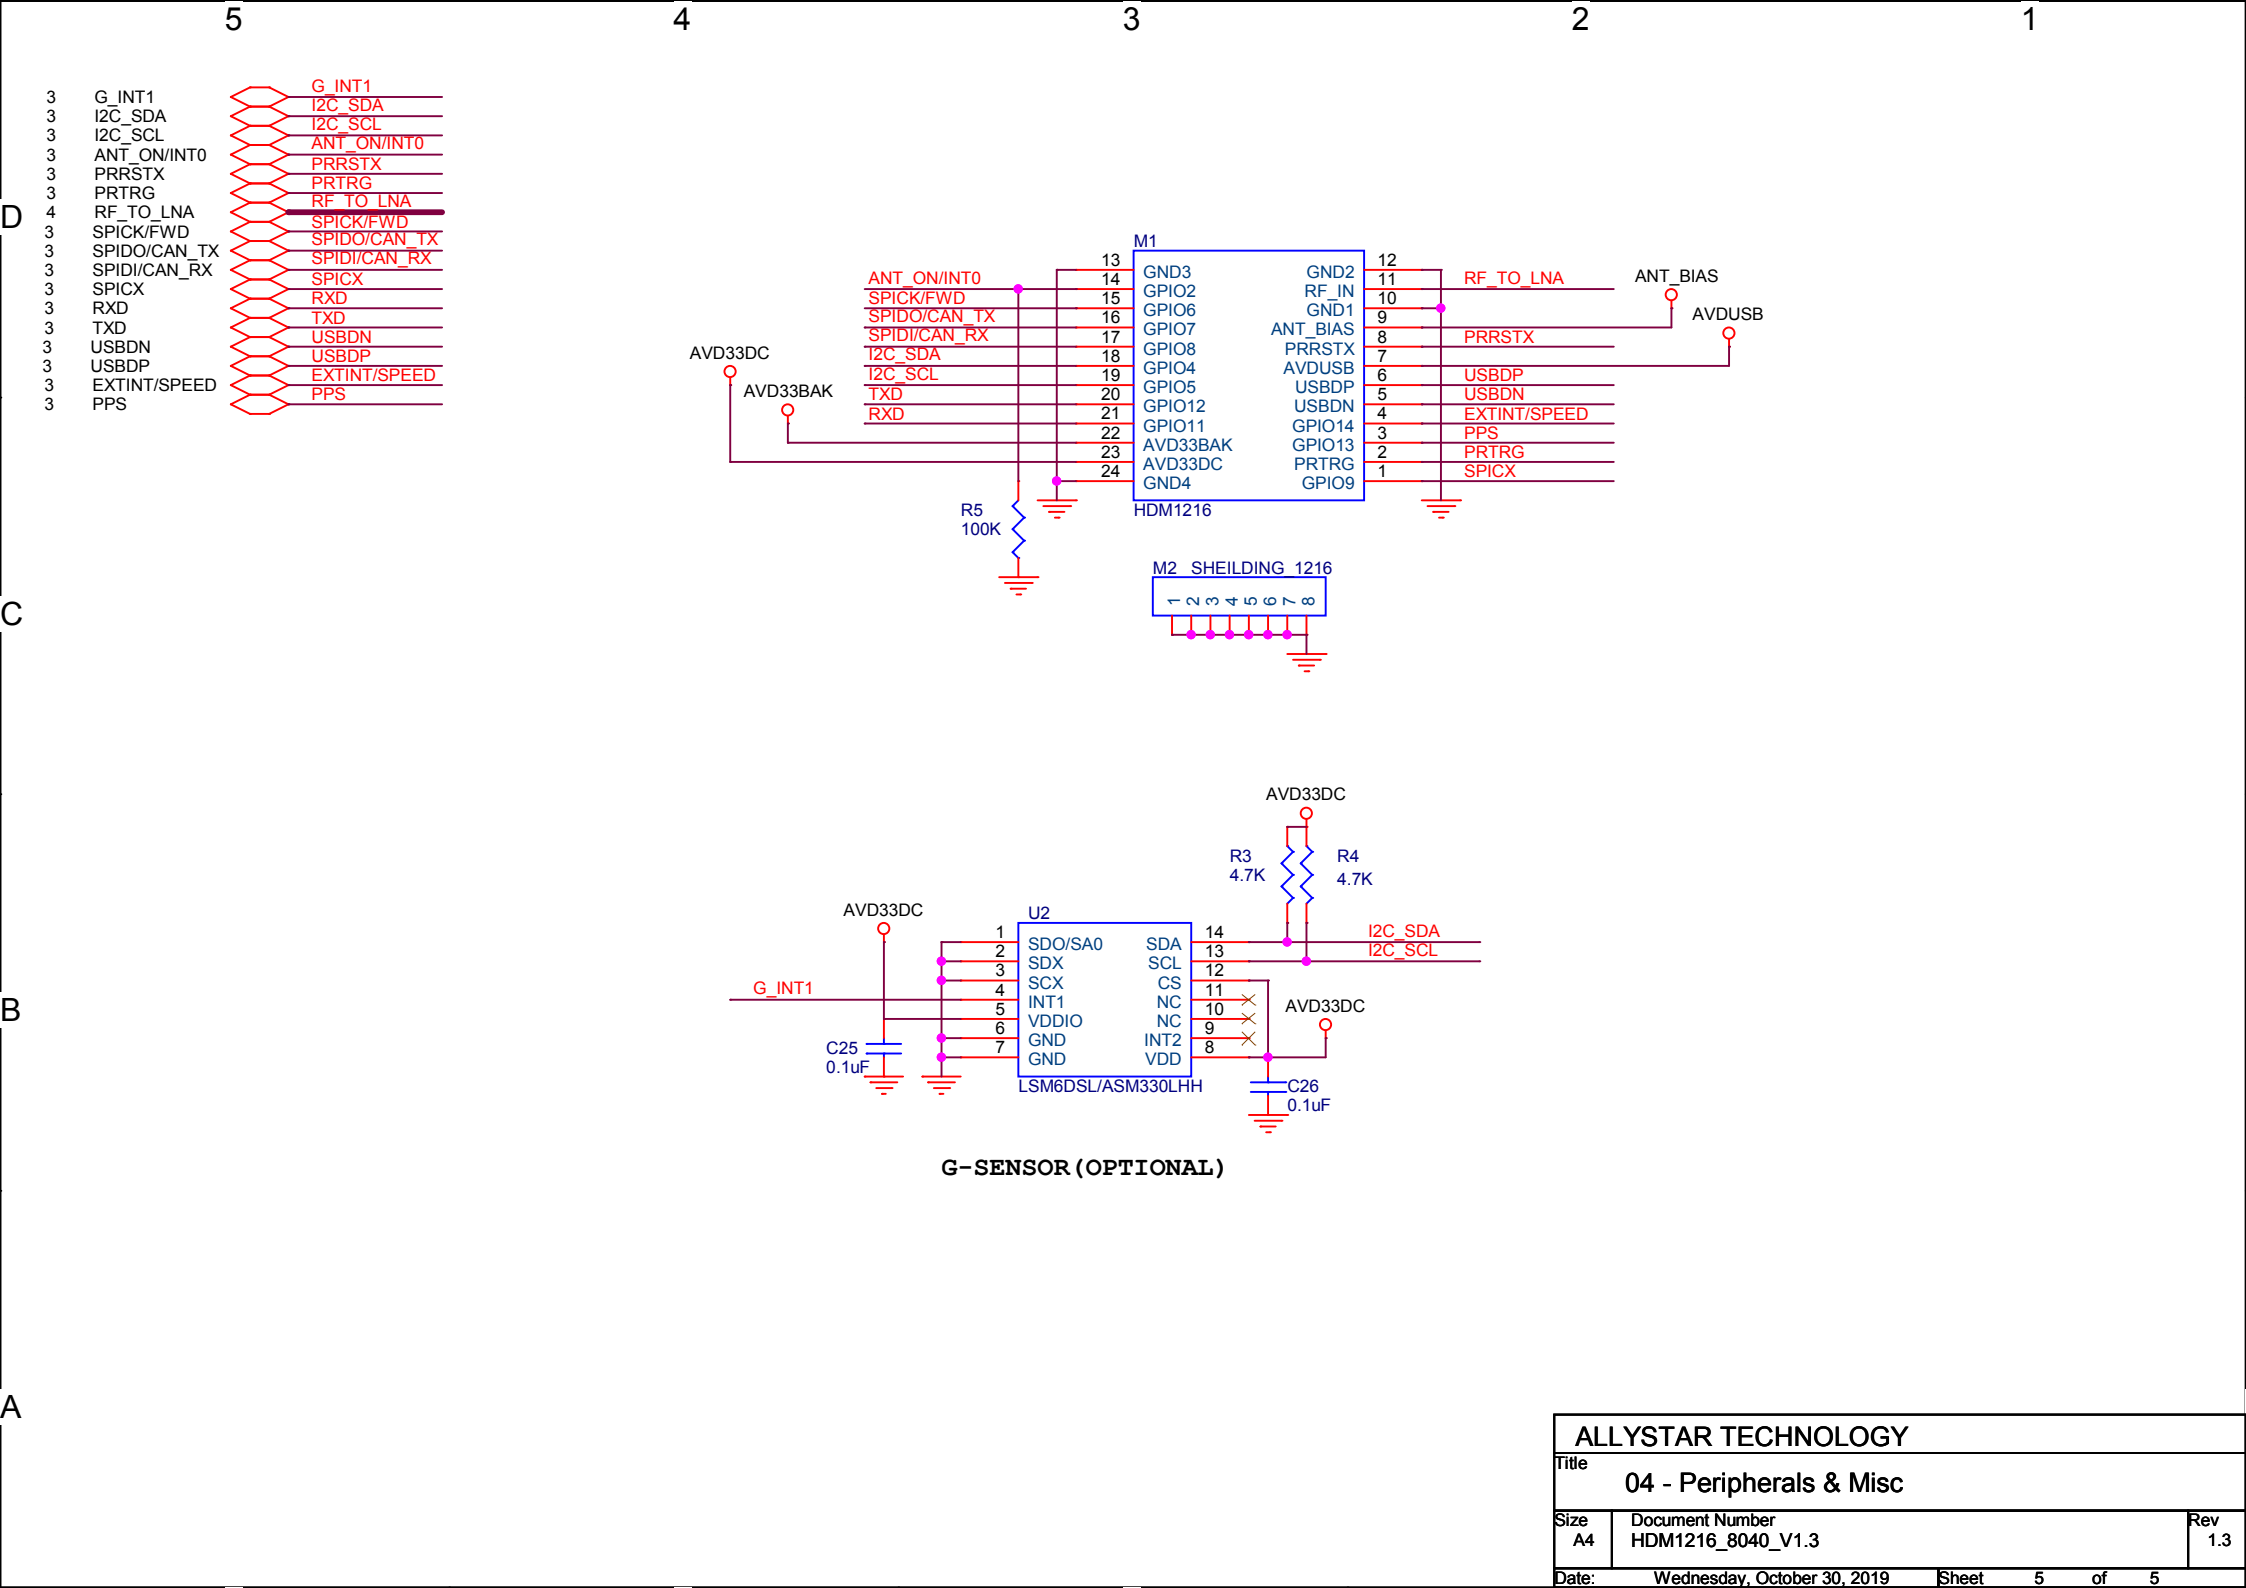 5 4 3 2 1
D
C
B
A
3 G_INT1 G_INT1
3 I2C_SDA I2C_SDA
3 I2C_SCL I2C_SCL
3 ANT_ON/INT0 ANT_ON/INT0
3 PRRSTX PRRSTX
3 PRTRG PRTRG
4 RF_TO_LNA RF_TO_LNA
3 SPICK/FWD SPICK/FWD
3 SPIDO/CAN_TX SPIDO/CAN_TX
3 SPIDI/CAN_RX SPIDI/CAN_RX
3 SPICX SPICX
3 RXD RXD
3 TXD TXD
3 USBDN USBDN
3 USBDP USBDP
3 EXTINT/SPEED EXTINT/SPEED
3 PPS PPS
M1
13 GND3 GND2 12
ANT_ON/INT0 14 GPIO2 RF_IN 11 RF_TO_LNA
SPICK/FWD 15 GPIO6 GND1 10
SPIDO/CAN_TX 16 GPIO7 ANT_BIAS 9
SPIDI/CAN_RX 17 GPIO8 PRRSTX 8 PRRSTX
I2C_SDA 18 GPIO4 AVDUSB 7
I2C_SCL 19 GPIO5 USBDP 6 USBDP
TXD 20 GPIO12 USBDN 5 USBDN
RXD 21 GPIO11 GPIO14 4 EXTINT/SPEED
22 AVD33BAK GPIO13 3 PPS
23 AVD33DC PRTRG 2 PRTRG
24 GND4 GPIO9 1 SPICX
HDM1216
ANT_BIAS
AVDUSB
AVD33DC
AVD33BAK
R5
100K
M2 SHEILDING_1216
1 2 3 4 5 6 7 8
AVD33DC
R3
4.7K
R4
4.7K
AVD33DC
U2
1 SDO/SA0 SDA 14 I2C_SDA
2 SDX SCL 13 I2C_SCL
3 SCX CS 12
G_INT1 4 INT1 NC 11
5 VDDIO NC 10
6 GND INT2 9
7 GND VDD 8
LSM6DSL/ASM330LHH
AVD33DC
C25
0.1uF
C26
0.1uF
G-SENSOR(OPTIONAL)
ALLYSTAR TECHNOLOGY
Title
04 - Peripherals & Misc
Size Document Number Rev
A4 HDM1216_8040_V1.3 1.3
Date: Wednesday, October 30, 2019 Sheet 5 of 5